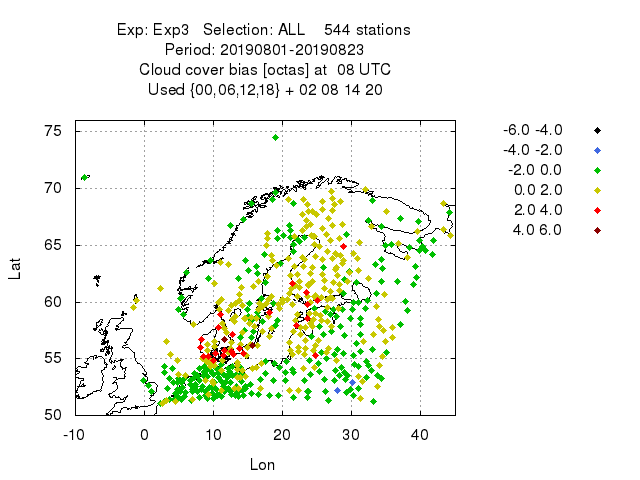 Exp: Exp3   Selection: ALL    544 stations
Period: 20190801-20190823
Cloud cover bias [octas] at  08 UTC
Used {00,06,12,18} + 02 08 14 20
75
70
65
60
55
50
-10 0 10 20 30 40
Lat
Lon
-6.0 -4.0
-4.0 -2.0
-2.0 0.0
0.0 2.0
2.0 4.0
4.0 6.0